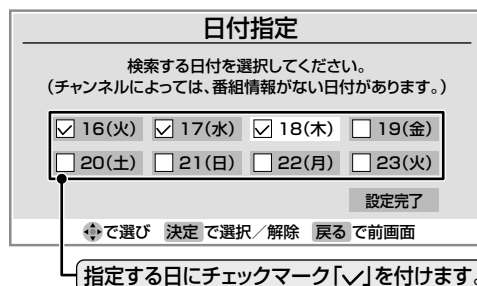 日付指定
検索する日付を選択してください。
（チャンネルによっては、番組情報がない日付があります。）
16(火) 17(水) 18(木) 19(金)
20(土) 21(日) 22(月) 23(火)
設定完了
で選び 決定 で選択／解除 戻る で前画面
指定する日にチェックマーク「✓」を付けます。